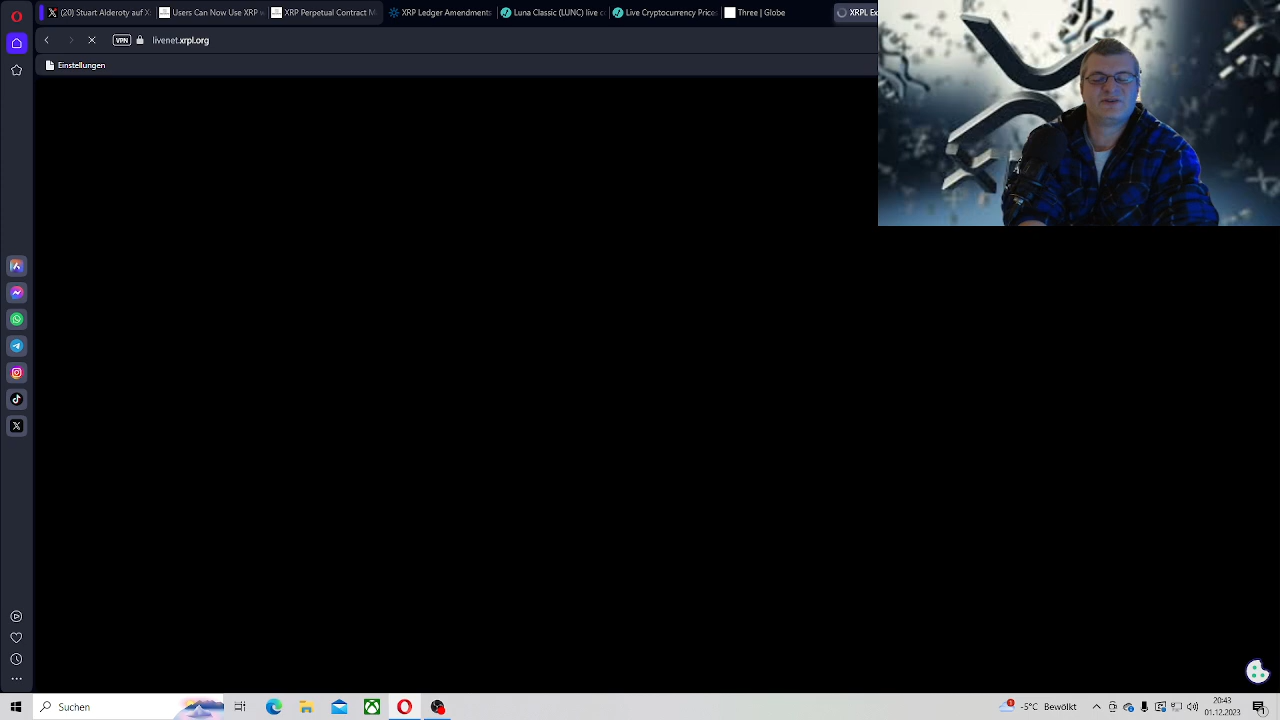 (20) Stuart Alderoty auf X:
Users Can Now Use XRP w
XRP Perpetual Contract M
XRP Ledger Amendments
Luna Classic (LUNC) live c
Live Cryptocurrency Prices
Three | Globe
XRPL Ex
VPN
livenet.xrpl.org
Einstellungen
Suchen
-5°C Bewölkt
20:43
01.12.2023